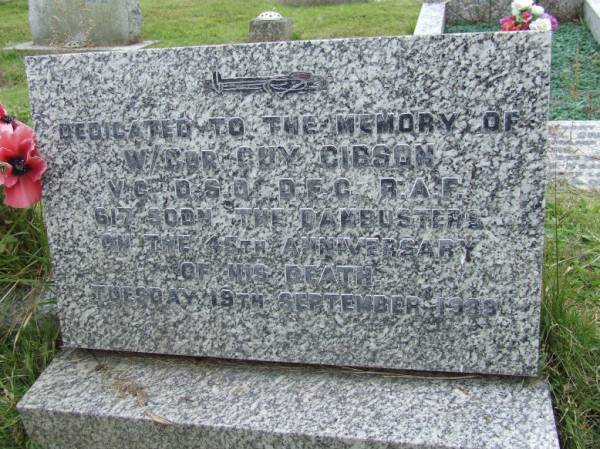 DEDICATED TO THE MEMORY OF
W/CDR GUY GIBSON
V.C. D.S.O. D.F.C. R.A.F.
617 SQDN "THE DAMBUSTERS"
ON THE 45TH ANNIVERSARY
OF HIS DEATH
TUESDAY 19TH SEPTEMBER 1989